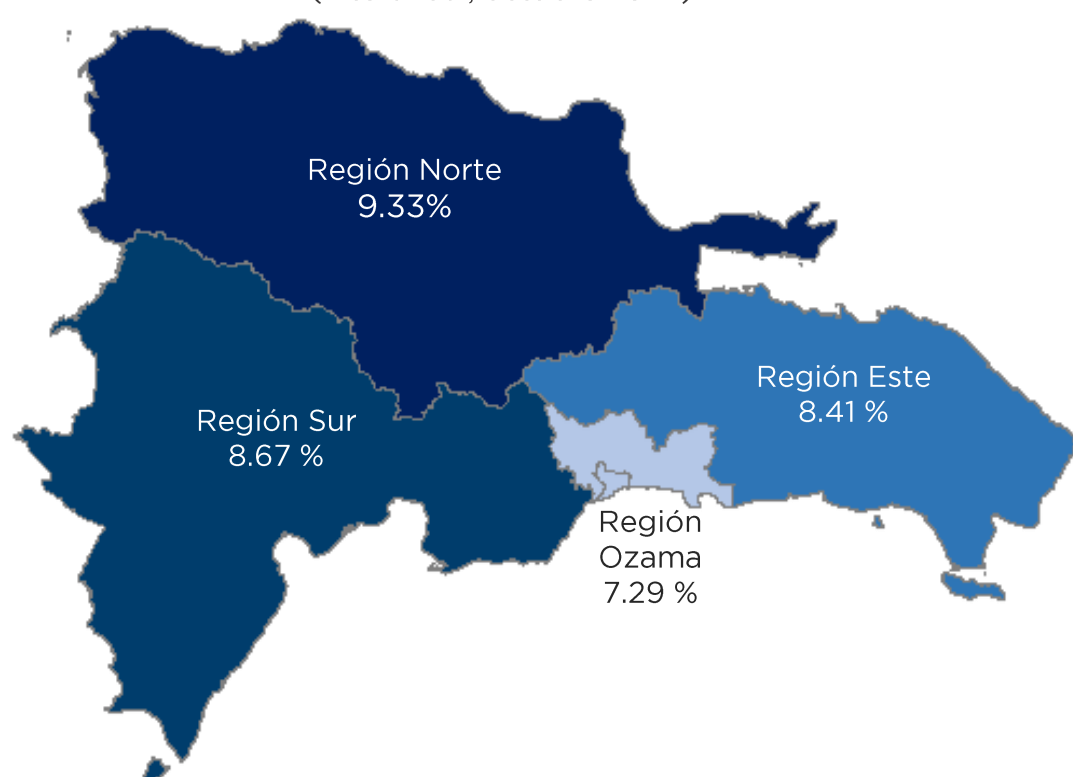 Región Norte
9.33%
Región Este
8.41 %
Región Sur
8.67 %
Región
Ozama
7.29 %